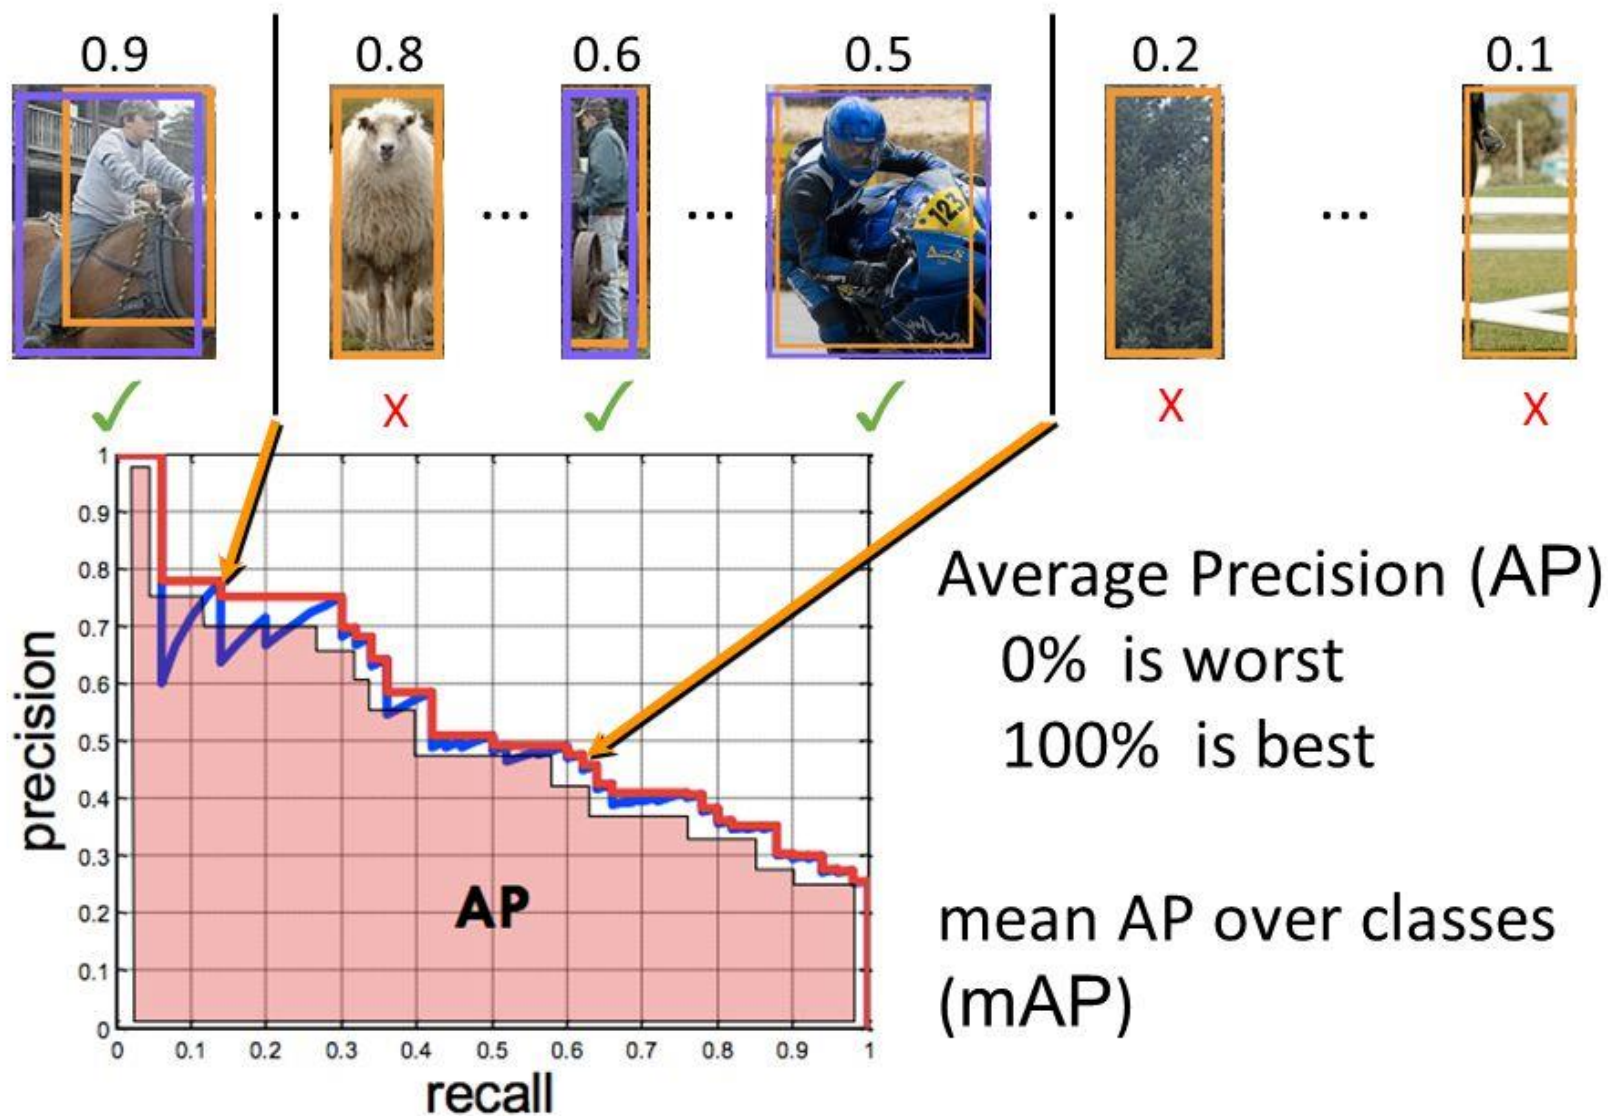 0.9 0.8 0.6 0.5 0.2 0.1
... ... ... ... ...
123
✓ X ✓ ✓ X X
1
0.9
0.8
0.7
0.6
0.5
0.4
0.3
0.2
0.1
0
precision
AP
0 0.1 0.2 0.3 0.4 0.5 0.6 0.7 0.8 0.9 1
recall
Average Precision (AP)
0% is worst
100% is best
mean AP over classes
(mAP)